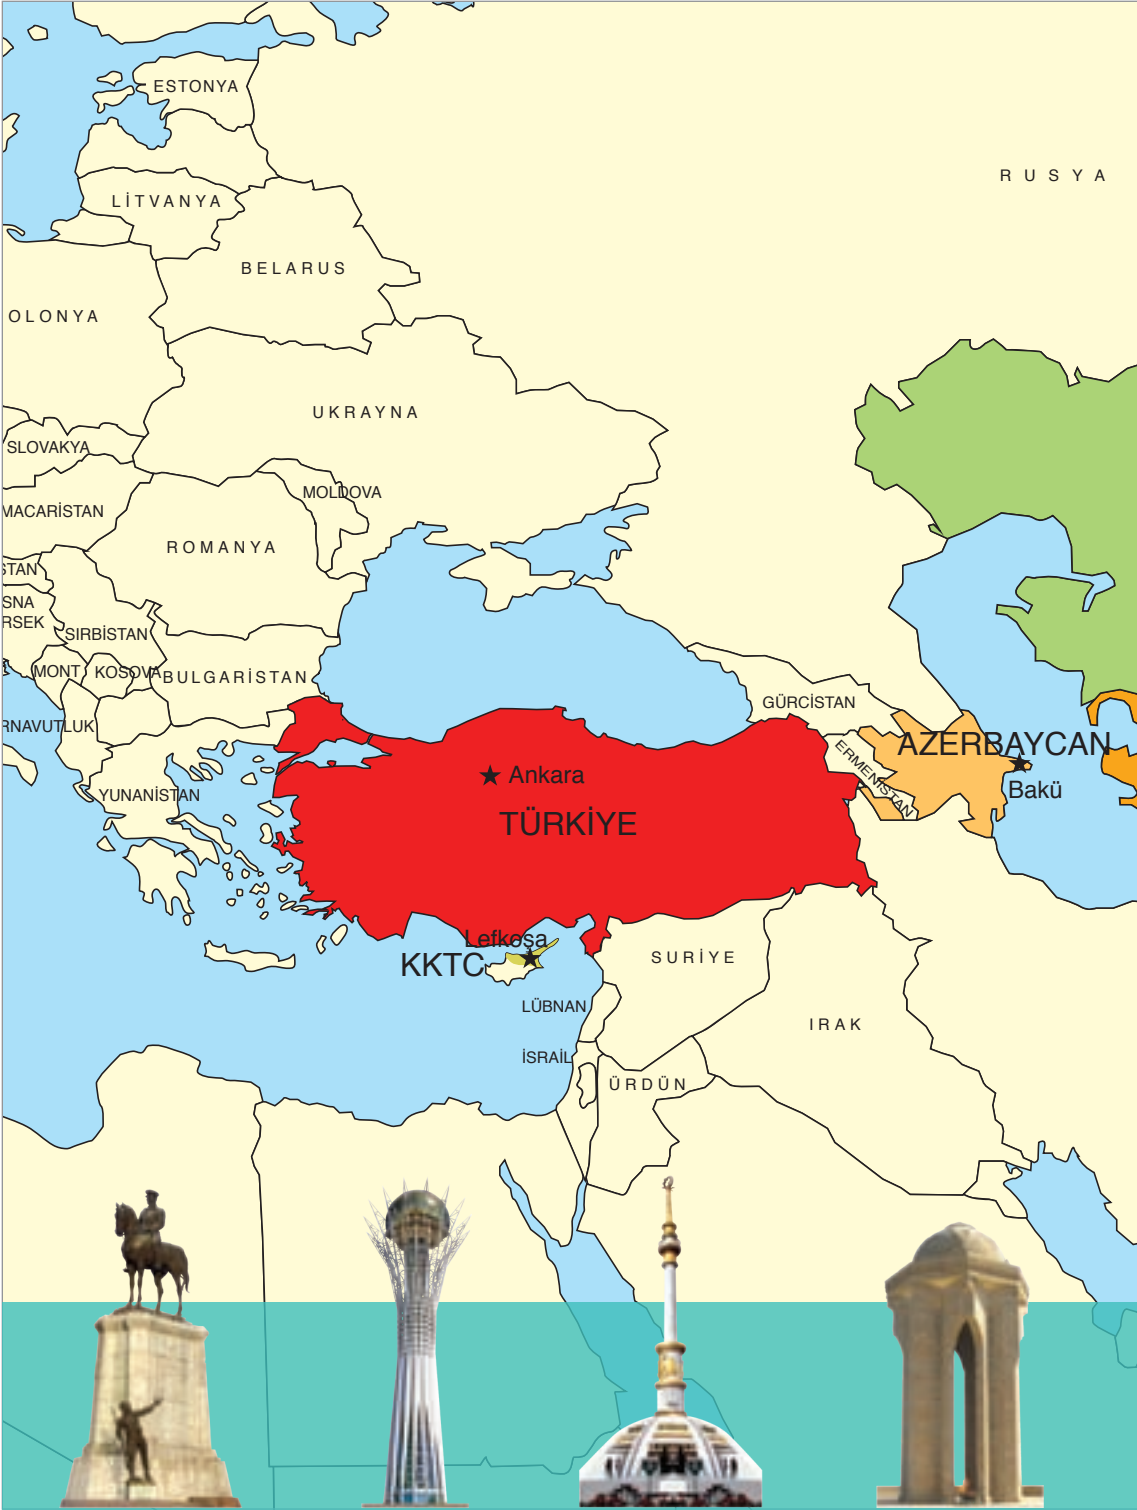 ESTONYA
RUSYA
LİTVANYA
BELARUS
OLONYA
UKRAYNA
SLOVAKYA
MOLDOVA
MACARİSTAN
ROMANYA
STAN
SNA
RSEK
SIRBİSTAN
MONT
KOSOVA
BULGARİSTAN
GÜRCİSTAN
RNAVUTLUK
AZERBAYCAN
ERMENİSTAN
Ankara
Bakü
YUNANİSTAN
TÜRKİYE
Lefkoşa
KKTC
SURİYE
LÜBNAN
IRAK
İSRAİL
ÜRDÜN